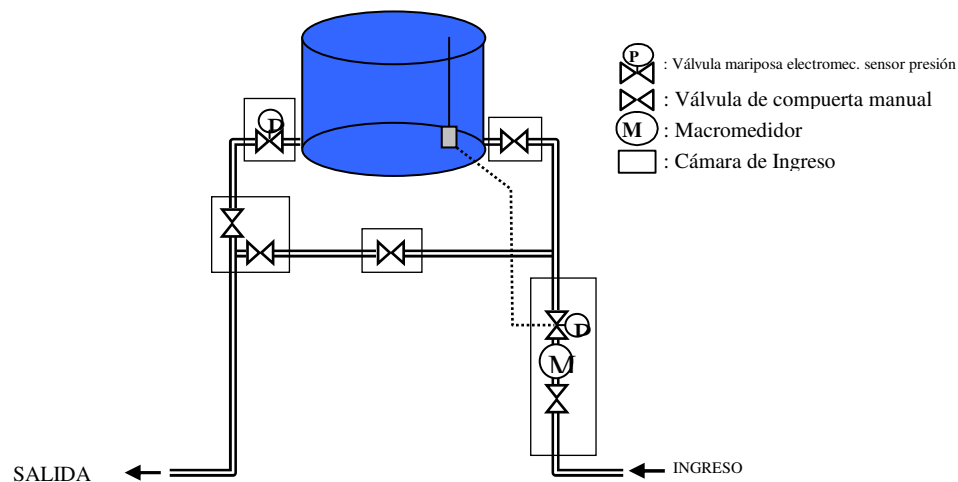 P : Válvula mariposa electromec. sensor presión
: Válvula de compuerta manual
M : Macromedidor
: Cámara de Ingreso
P
P
M
SALIDA
INGRESO